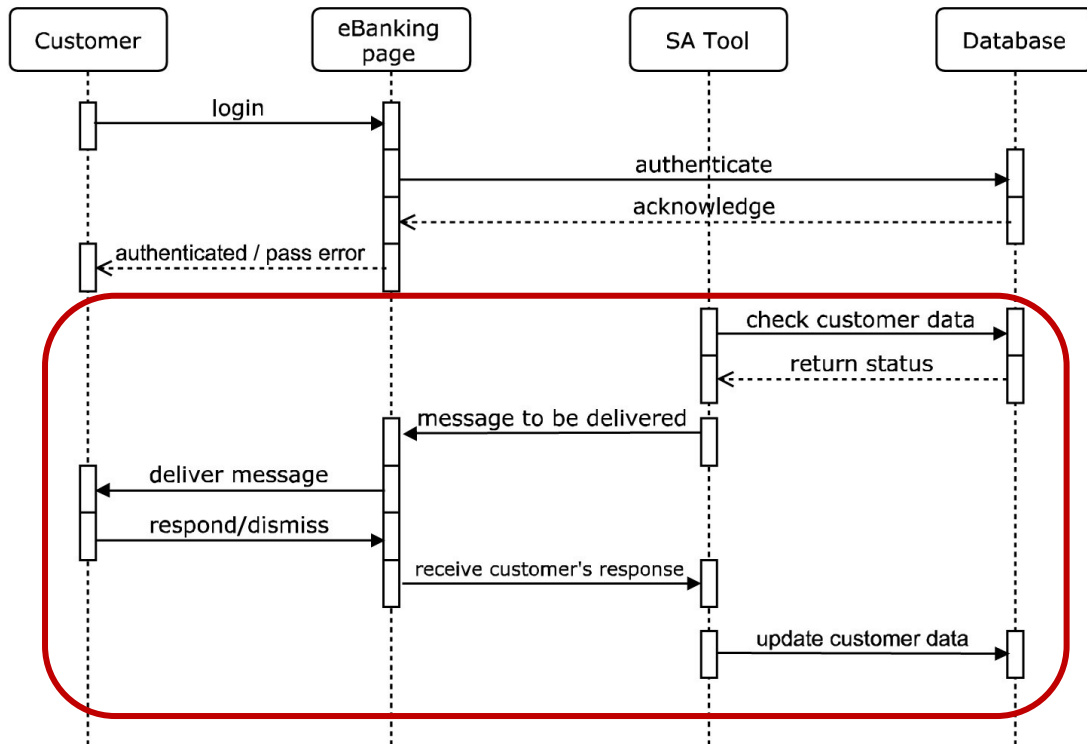 Customer
eBanking
page
SA Tool
Database
login
authenticate
acknowledge
authenticated / pass error
check customer data
return status
message to be delivered
deliver message
respond/dismiss
receive customer's response
update customer data